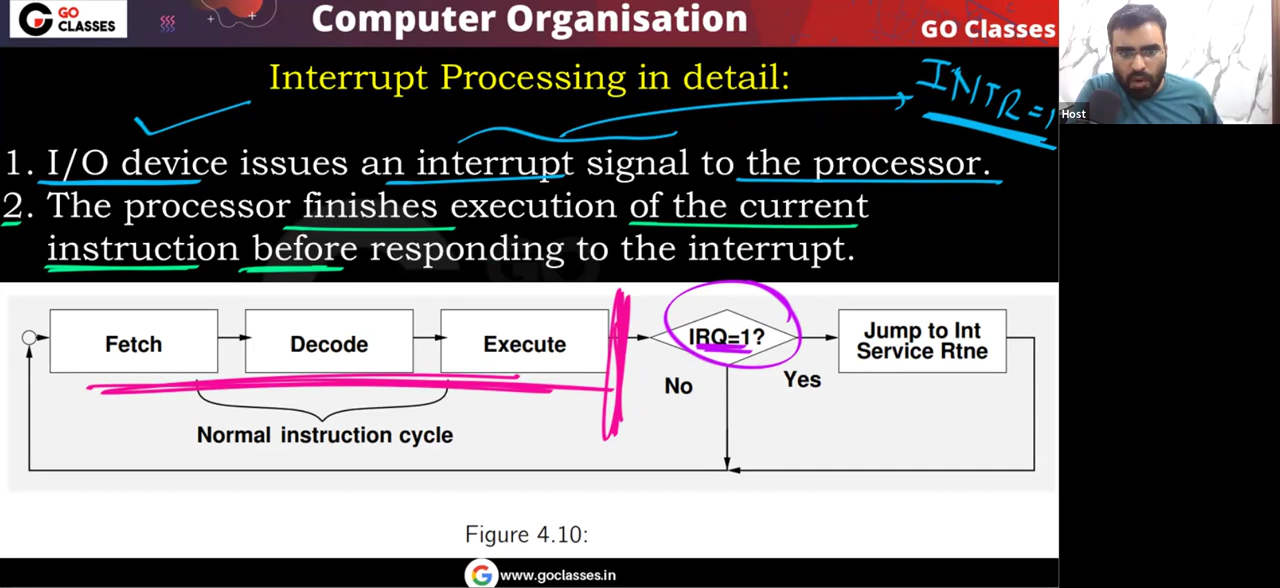 GO
CLASSES
Computer Organisation
GO Classes
Interrupt Processing in detail:
INTR=1
Host
1. I/O device issues an interrupt signal to the processor.
2. The processor finishes execution of the current
instruction before responding to the interrupt.
Fetch
Decode
Execute
IRQ=1?
Jump to Int
Service Rtne
No
Yes
Normal instruction cycle
Figure 4.10:
www.goclasses.in